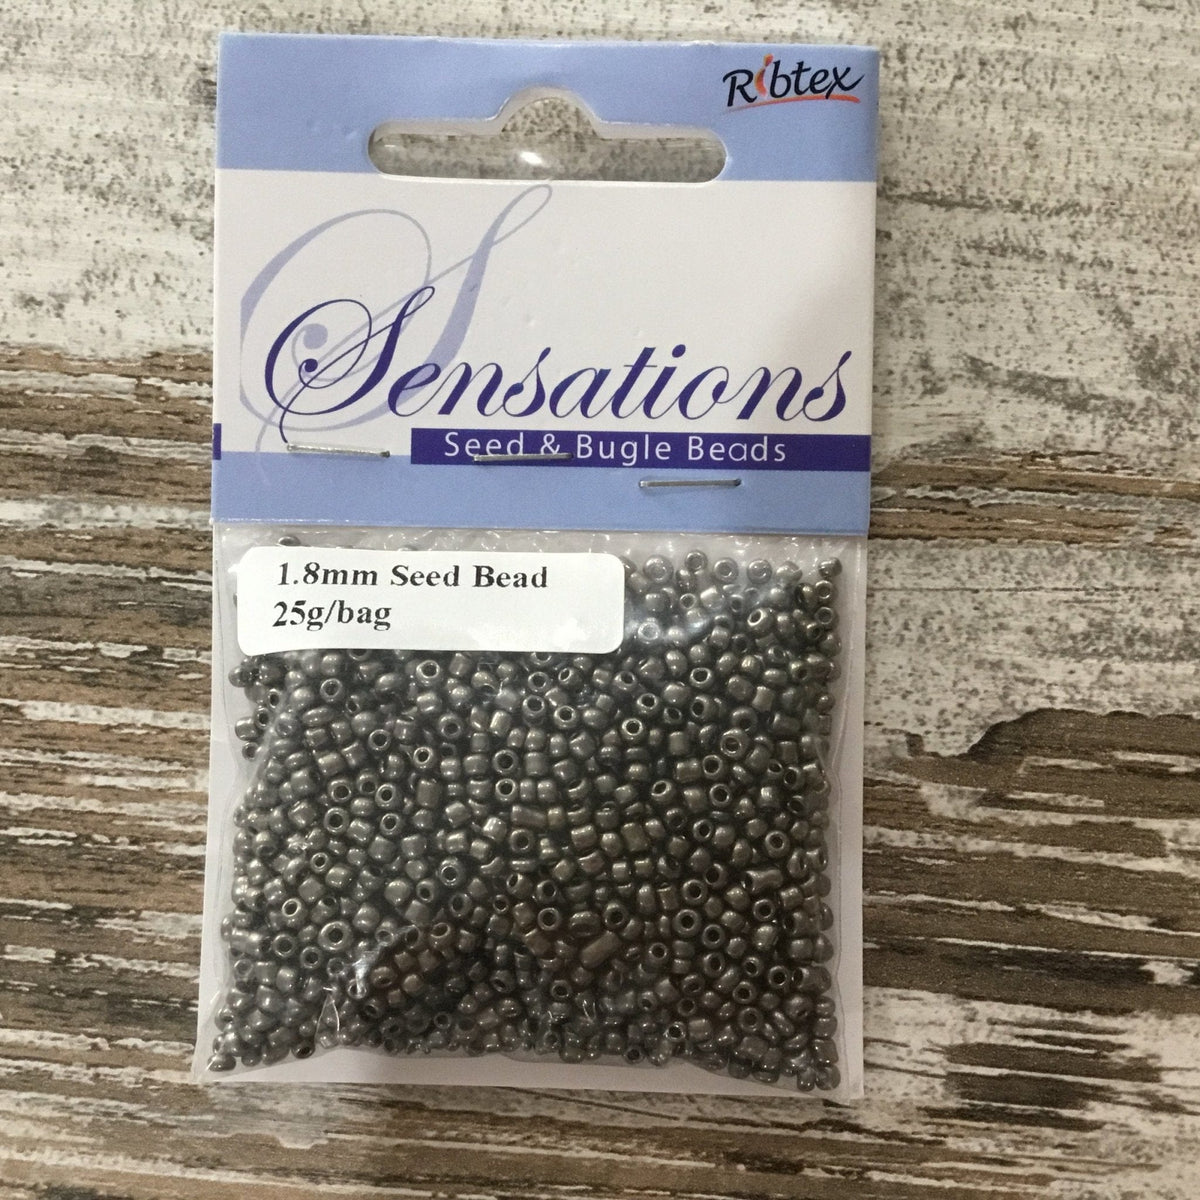 Ribtex
S
Sensations
Seed & Bugle Beads
1.8mm Seed Bead
25g/bag